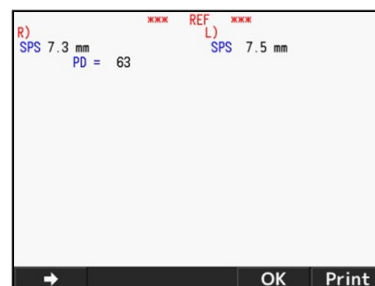 *** REF ***
R) L)
SPS 7.3 mm SPS 7.5 mm
PD = 63
➡ OK Print